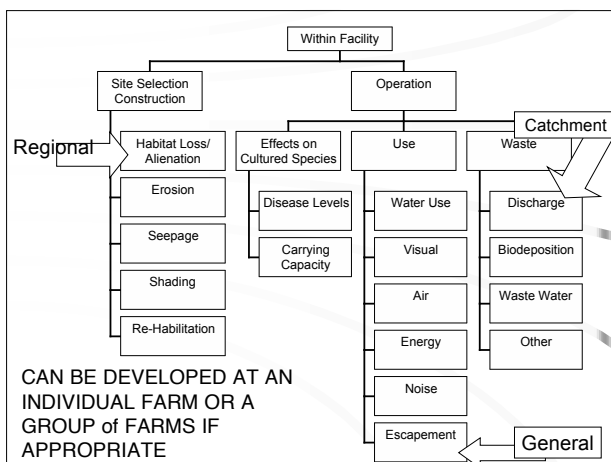 Within Facility
Site Selection
Construction
Operation
Regional
Habitat Loss/
Alienation
Erosion
Seepage
Shading
Re-Habilitation
Effects on
Cultured Species
Disease Levels
Carrying
Capacity
Use
Water Use
Visual
Air
Energy
Noise
Escapement
Catchment
Waste
Discharge
Biodeposition
Waste Water
Other
General
CAN BE DEVELOPED AT AN
INDIVIDUAL FARM OR A
GROUP of FARMS IF
APPROPRIATE